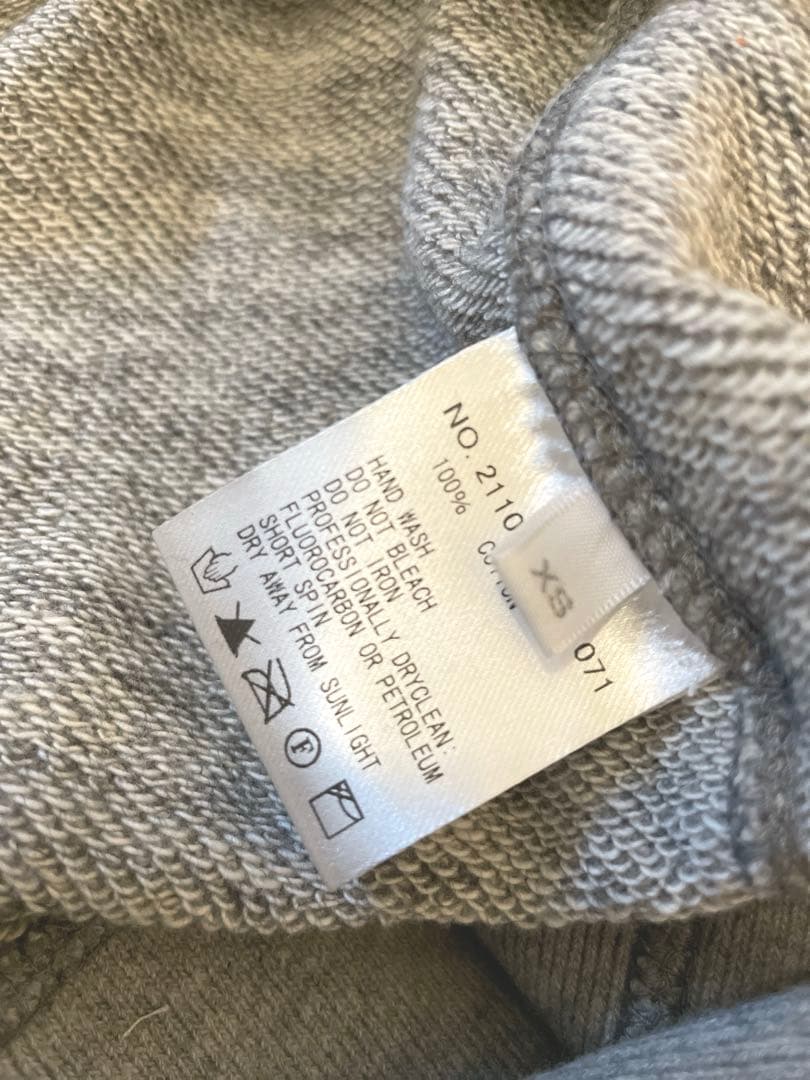 NO. 2110
071
100% COTTON
XS
HAND WASH
DO NOT BLEACH
DO NOT IRON
PROFESSIONALLY DRYCLEAN:
FLUOROCARBON OR PETROLEUM
SHORT SPIN
DRY AWAY FROM SUNLIGHT
F